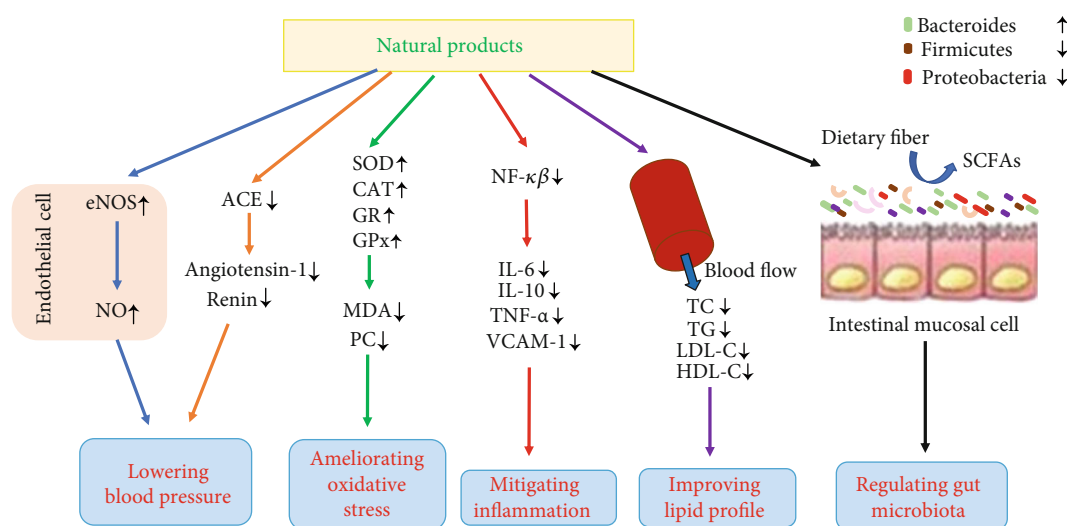 Natural products
Bacteroides ↑
Firmicutes ↓
Proteobacteria ↓
Endothelial cell
eNOS↑
NO↑
ACE↓
Angiotensin-1↓
Renin↓
SOD↑
CAT↑
GR↑
GPx↑
MDA↓
PC↓
NF-κβ↓
IL-6↓
IL-10↓
TNF-α↓
VCAM-1↓
Blood flow
TC↓
TG↓
LDL-C↓
HDL-C↓
Dietary fiber
SCFAs
Intestinal mucosal cell
Lowering
blood pressure
Ameliorating
oxidative
stress
Mitigating
inflammation
Improving
lipid profile
Regulating gut
microbiota